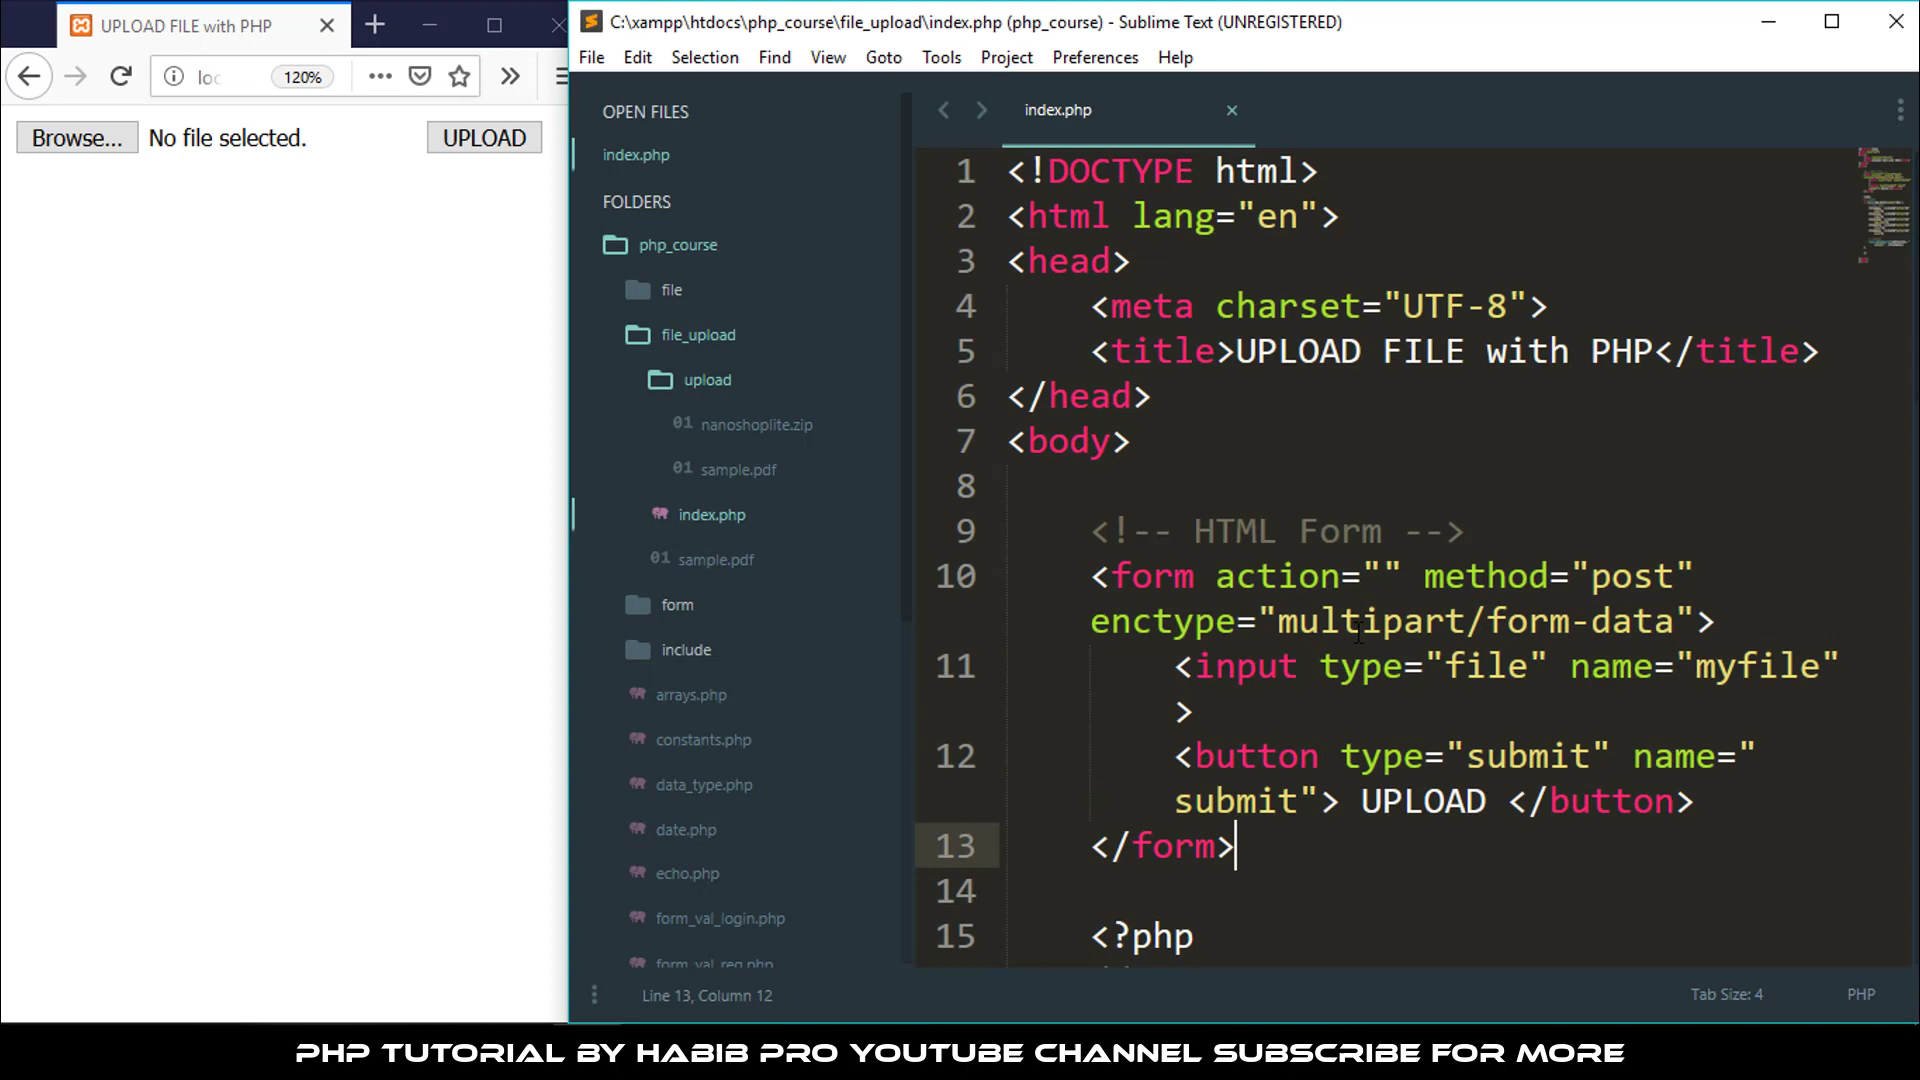 UPLOAD FILE with PHP
loc
120%
Browse... No file selected. UPLOAD
C:\xampp\htdocs\php_course\file_upload\index.php (php_course) - Sublime Text (UNREGISTERED)
File Edit Selection Find View Goto Tools Project Preferences Help
OPEN FILES
index.php
FOLDERS
php_course
file
file_upload
upload
01 nanoshoplite.zip
01 sample.pdf
index.php
01 sample.pdf
form
include
arrays.php
constants.php
data_type.php
date.php
echo.php
form_val_login.php
form_val_reg.php
index.php
1 <!DOCTYPE html>
2 <html lang="en">
3 <head>
4 <meta charset="UTF-8">
5 <title>UPLOAD FILE with PHP</title>
6 </head>
7 <body>
8
9 <!-- HTML Form -->
10 <form action="" method="post"
enctype="multipart/form-data">
11 <input type="file" name="myfile"
>
12 <button type="submit" name="
submit"> UPLOAD </button>
13 </form>
14
15 <?php
Line 13, Column 12
Tab Size: 4
PHP
PHP TUTORIAL BY HABIB PRO YOUTUBE CHANNEL SUBSCRIBE FOR MORE